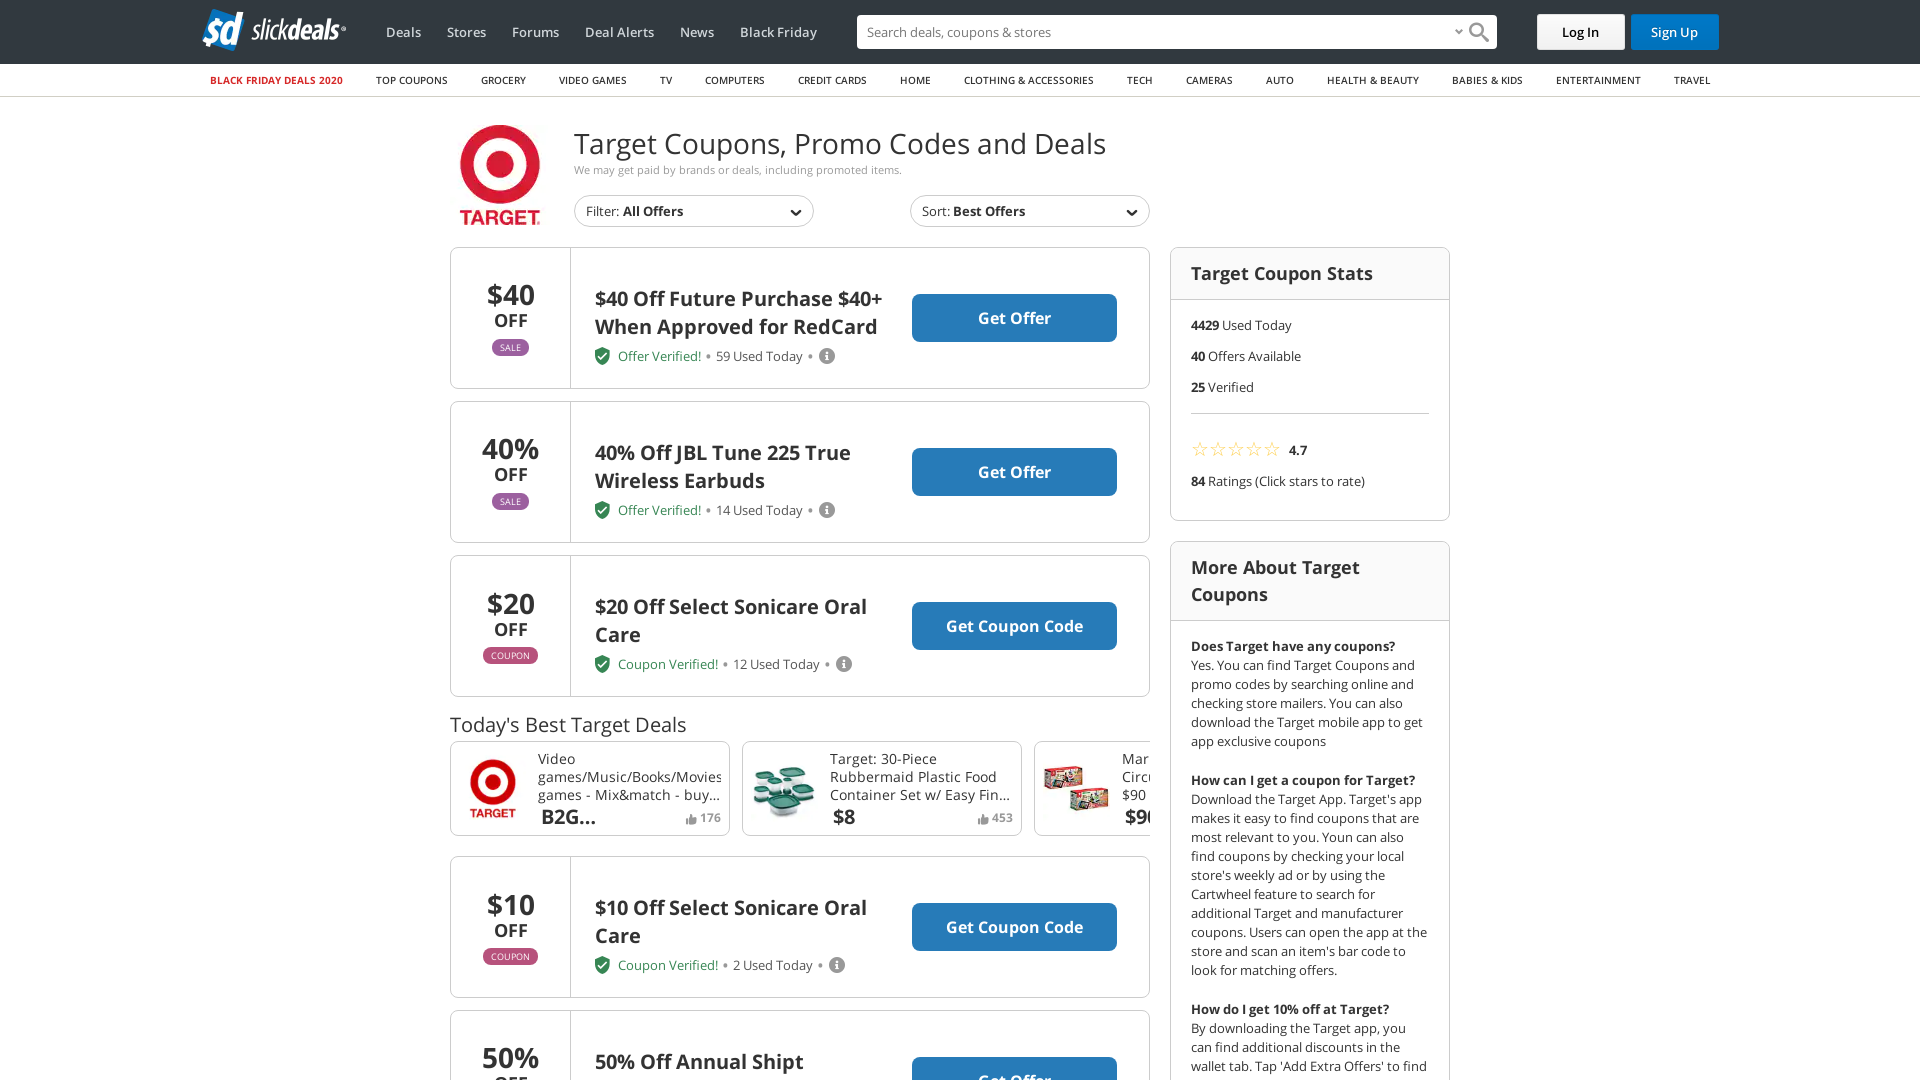 slickdeals
Deals
Stores
Forums
Deal Alerts
News
Black Friday
Search deals, coupons & stores
Log In
Sign Up
BLACK FRIDAY DEALS 2020
TOP COUPONS
GROCERY
VIDEO GAMES
TV
COMPUTERS
CREDIT CARDS
HOME
CLOTHING & ACCESSORIES
TECH
CAMERAS
AUTO
HEALTH & BEAUTY
BABIES & KIDS
ENTERTAINMENT
TRAVEL
TARGET
Target Coupons, Promo Codes and Deals
We may get paid by brands or deals, including promoted items.
Filter: All Offers
Sort: Best Offers
$40
OFF
SALE
$40 Off Future Purchase $40+
When Approved for RedCard
Offer Verified! • 59 Used Today •
Get Offer
40%
OFF
SALE
40% Off JBL Tune 225 True
Wireless Earbuds
Offer Verified! • 14 Used Today •
Get Offer
$20
OFF
COUPON
$20 Off Select Sonicare Oral
Care
Coupon Verified! • 12 Used Today •
Get Coupon Code
Today's Best Target Deals
TARGET
Video
games/Music/Books/Movies
games - Mix&match - buy...
B2G...
176
Target: 30-Piece
Rubbermaid Plastic Food
Container Set w/ Easy Fin...
$8
453
Mar
Circu
$90
$90
$10
OFF
COUPON
$10 Off Select Sonicare Oral
Care
Coupon Verified! • 2 Used Today •
Get Coupon Code
50%
OFF
50% Off Annual Shipt
Get Offer
Target Coupon Stats
4429 Used Today
40 Offers Available
25 Verified
4.7
84 Ratings (Click stars to rate)
More About Target
Coupons
Does Target have any coupons?
Yes. You can find Target Coupons and
promo codes by searching online and
checking store mailers. You can also
download the Target mobile app to get
app exclusive coupons
How can I get a coupon for Target?
Download the Target App. Target's app
makes it easy to find coupons that are
most relevant to you. Youn can also
find coupons by checking your local
store's weekly ad or by using the
Cartwheel feature to search for
additional Target and manufacturer
coupons. Users can open the app at the
store and scan an item's bar code to
look for matching offers.
How do I get 10% off at Target?
By downloading the Target app, you
can find additional discounts in the
wallet tab. Tap 'Add Extra Offers' to find